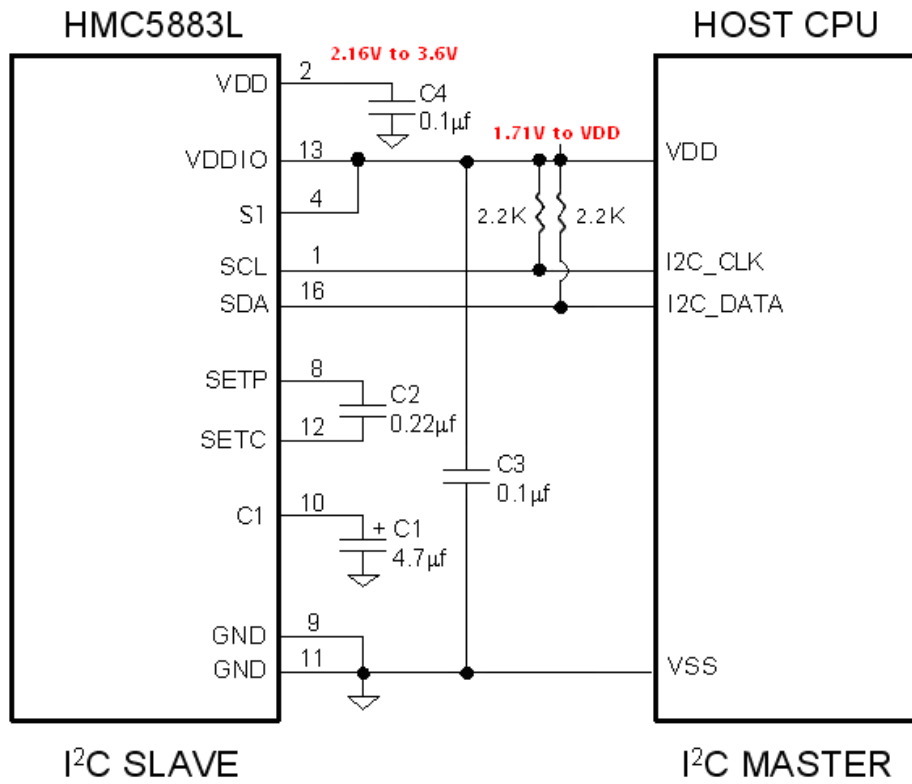 HMC5883L
HOST CPU
2.16V to 3.6V
VDD
2
C4
0.1µf
1.71V to VDD
VDDIO
13
VDD
S1
4
2.2K
2.2K
SCL
1
I2C_CLK
SDA
16
I2C_DATA
SETP
8
C2
0.22µf
SETC
12
C3
0.1µf
C1
10
+ C1
4.7µf
GND
9
GND
11
VSS
I²C SLAVE
I²C MASTER